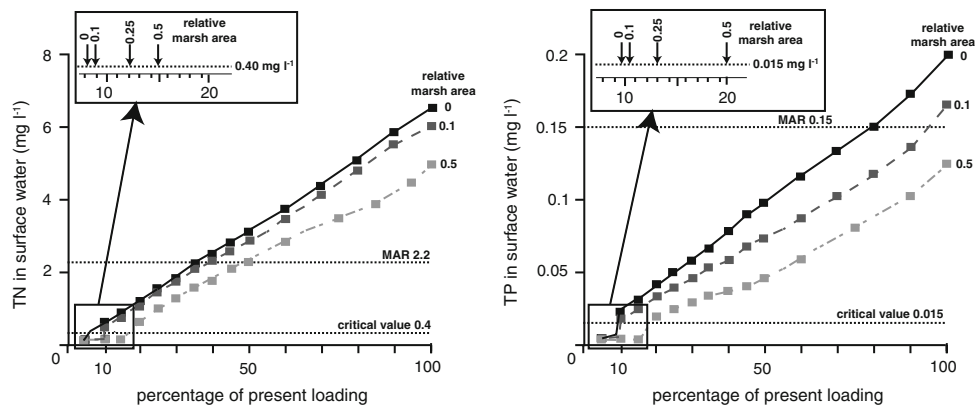 0
0.1
0.25
0.5
relative
marsh area
0.40 mg l⁻¹
10
20
8
6
4
2
0
TN in surface water (mg l⁻¹)
relative
marsh area
0
0.1
0.5
MAR 2.2
critical value 0.4
0
10
50
100
percentage of present loading
0
0.1
0.25
0.5
relative
marsh area
0.015 mg l⁻¹
10
20
0.2
0.15
0.1
0.05
0
TP in surface water (mg l⁻¹)
relative
marsh area
0
0.1
0.5
MAR 0.15
critical value 0.015
10
50
100
percentage of present loading